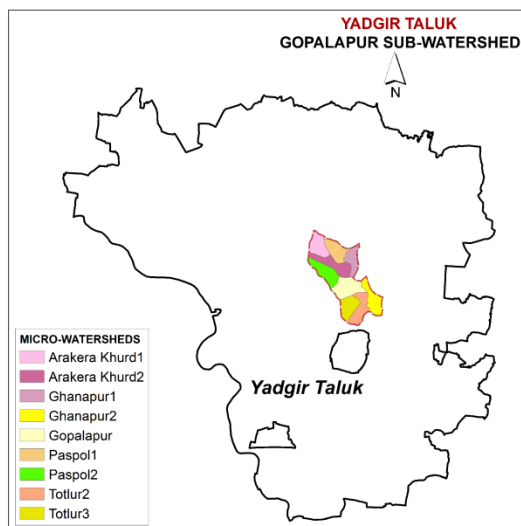 YADGIR TALUK
GOPALAPUR SUB-WATERSHED
N
Yadgir Taluk
MICRO-WATERSHEDS
Arakera Khurd1
Arakera Khurd2
Ghanapur1
Ghanapur2
Gopalapur
Paspol1
Paspol2
Totlur2
Totlur3